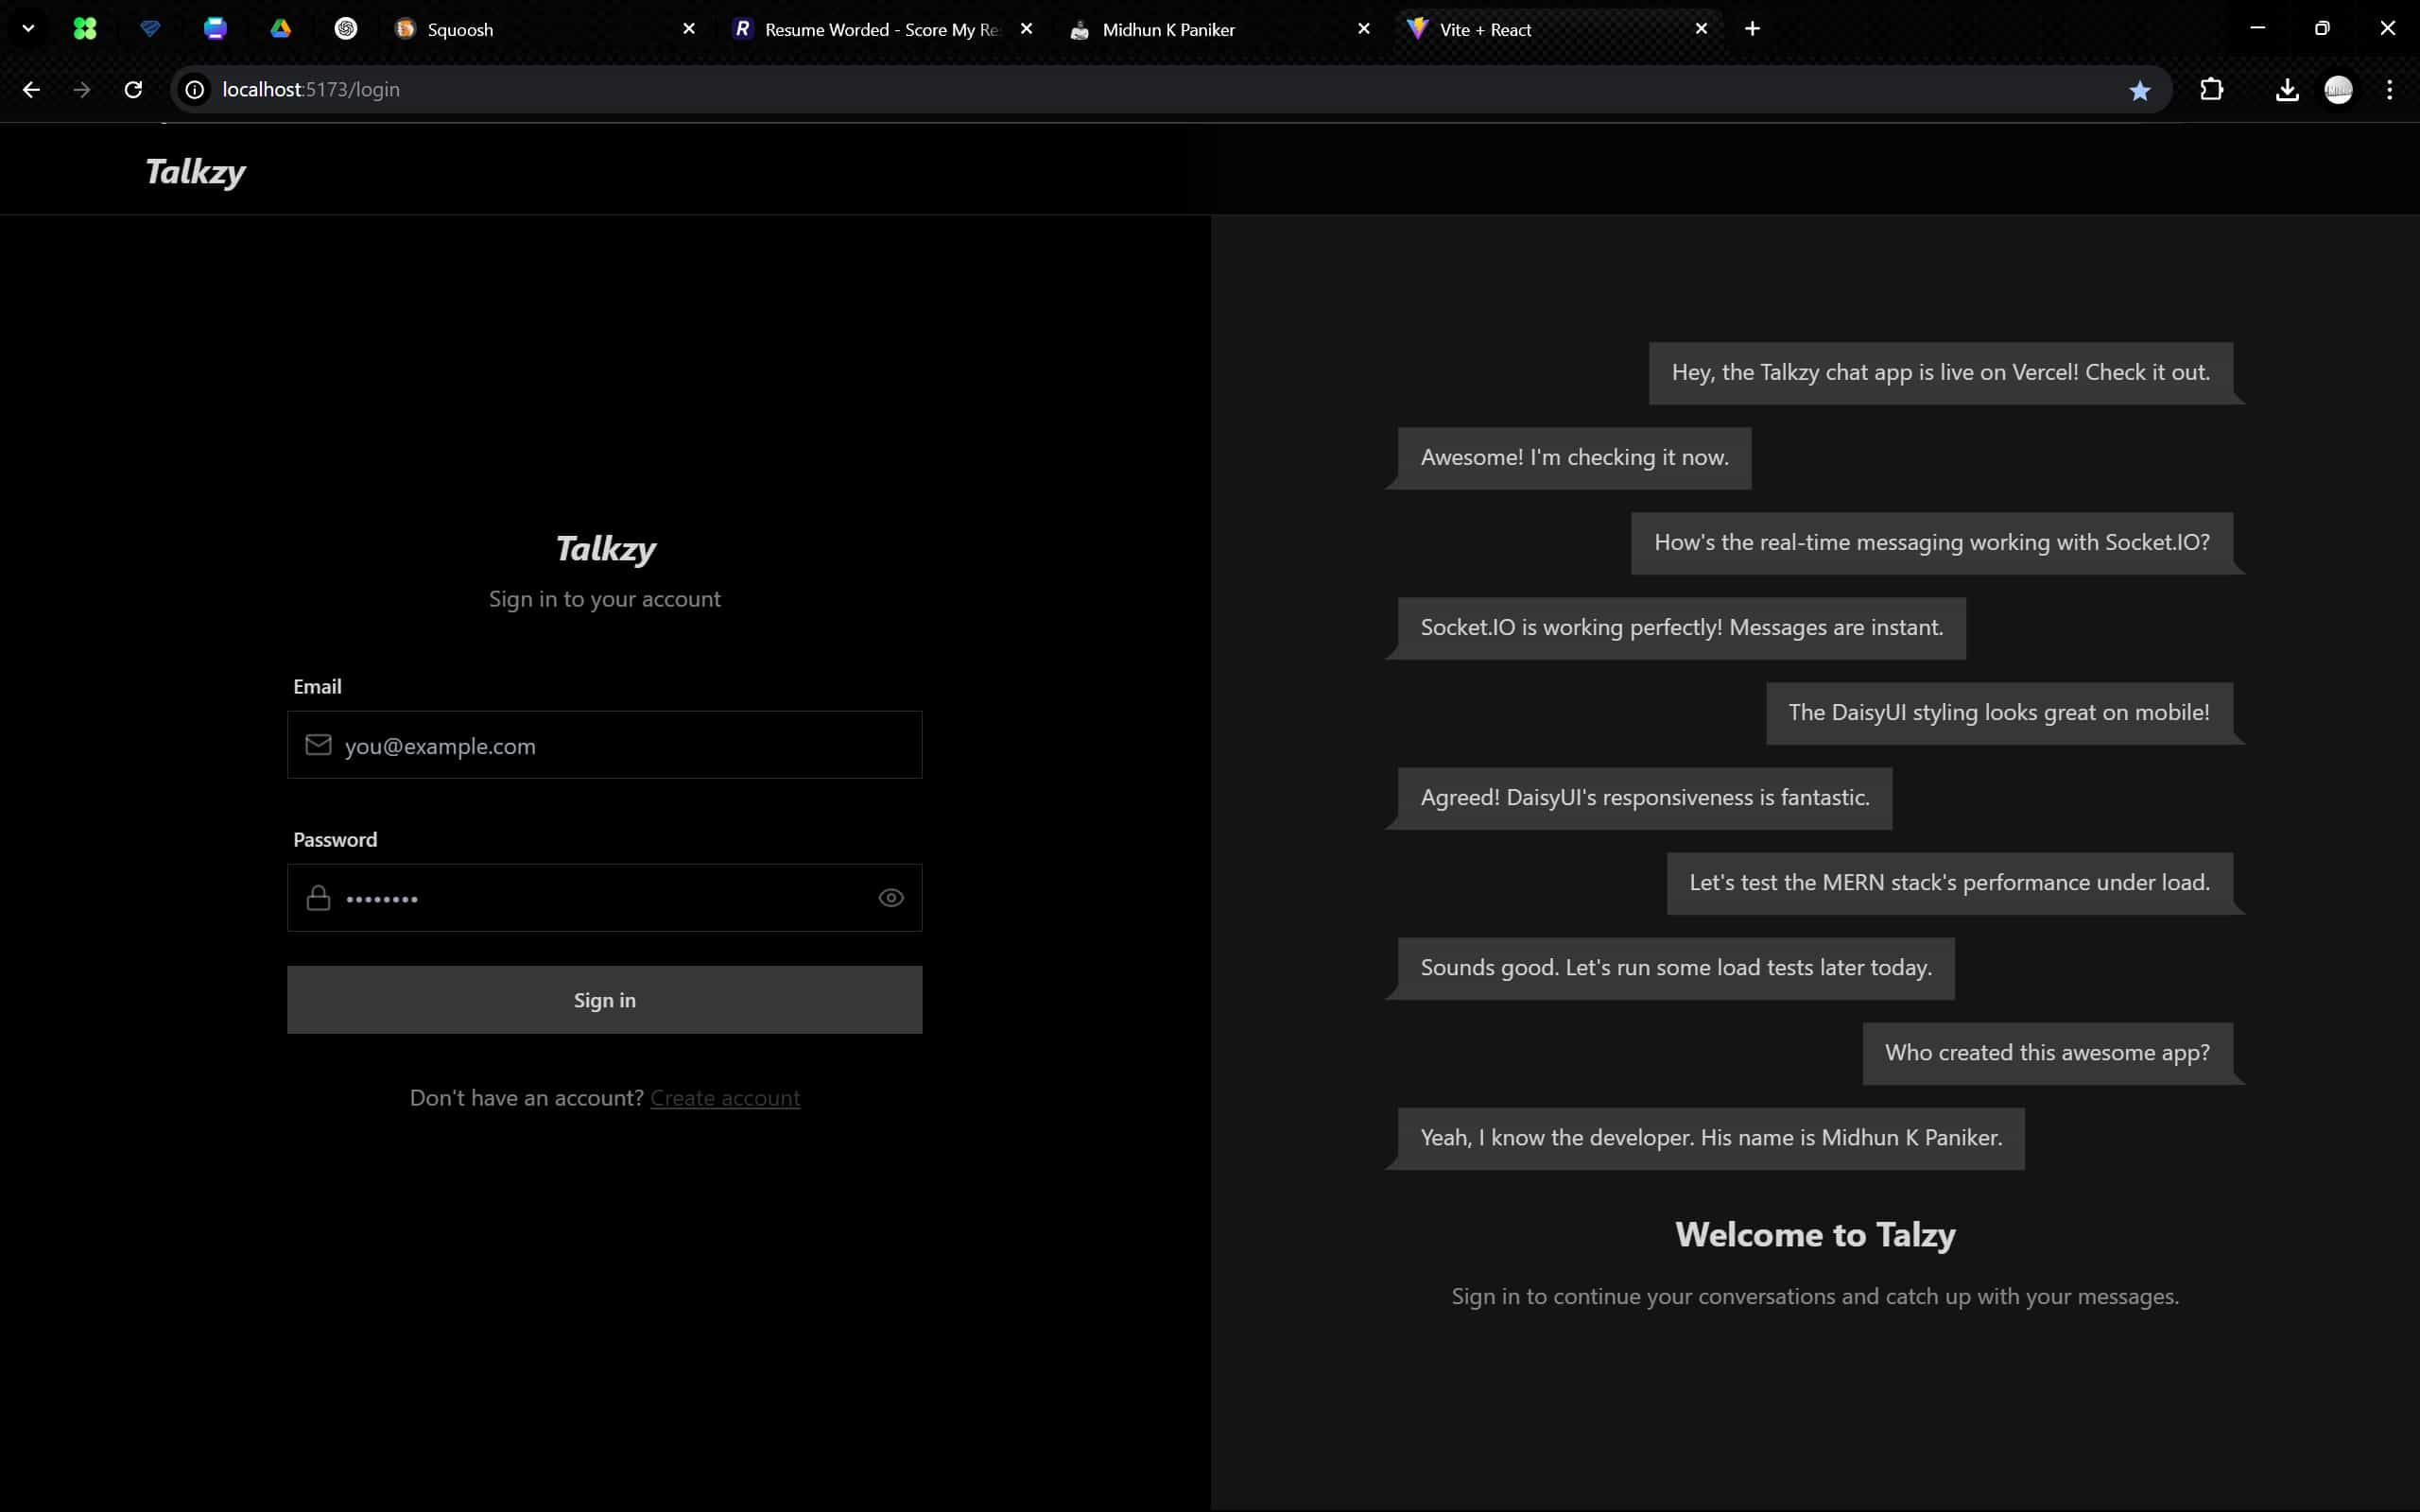 Squoosh
Resume Worded - Score My Re
Midhun K Paniker
Vite + React
localhost:5173/login
Talkzy
Talkzy
Sign in to your account
Email
you@example.com
Password
••••••••
Sign in
Don't have an account? Create account
Hey, the Talkzy chat app is live on Vercel! Check it out.
Awesome! I'm checking it now.
How's the real-time messaging working with Socket.IO?
Socket.IO is working perfectly! Messages are instant.
The DaisyUI styling looks great on mobile!
Agreed! DaisyUI's responsiveness is fantastic.
Let's test the MERN stack's performance under load.
Sounds good. Let's run some load tests later today.
Who created this awesome app?
Yeah, I know the developer. His name is Midhun K Paniker.
Welcome to Talzy
Sign in to continue your conversations and catch up with your messages.